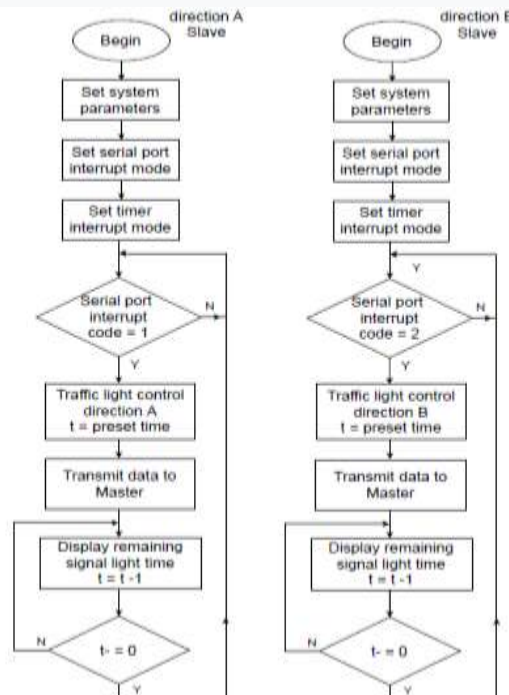 direction A
Slave
Begin
Set system
parameters
Set serial port
interrupt mode
Set timer
interrupt mode
Serial port
interrupt
code = 1
N
Y
Traffic light control
direction A
t = preset time
Transmit data to
Master
Display remaining
signal light time
t = t -1
N
t- = 0
Y
direction B
Slave
Begin
Set system
parameters
Set serial port
interrupt mode
Set timer
interrupt mode
Y
Serial port
interrupt
code = 2
N
Y
Traffic light control
direction B
t = preset time
Transmit data to
Master
Display remaining
signal light time
t = t -1
N
t- = 0
Y